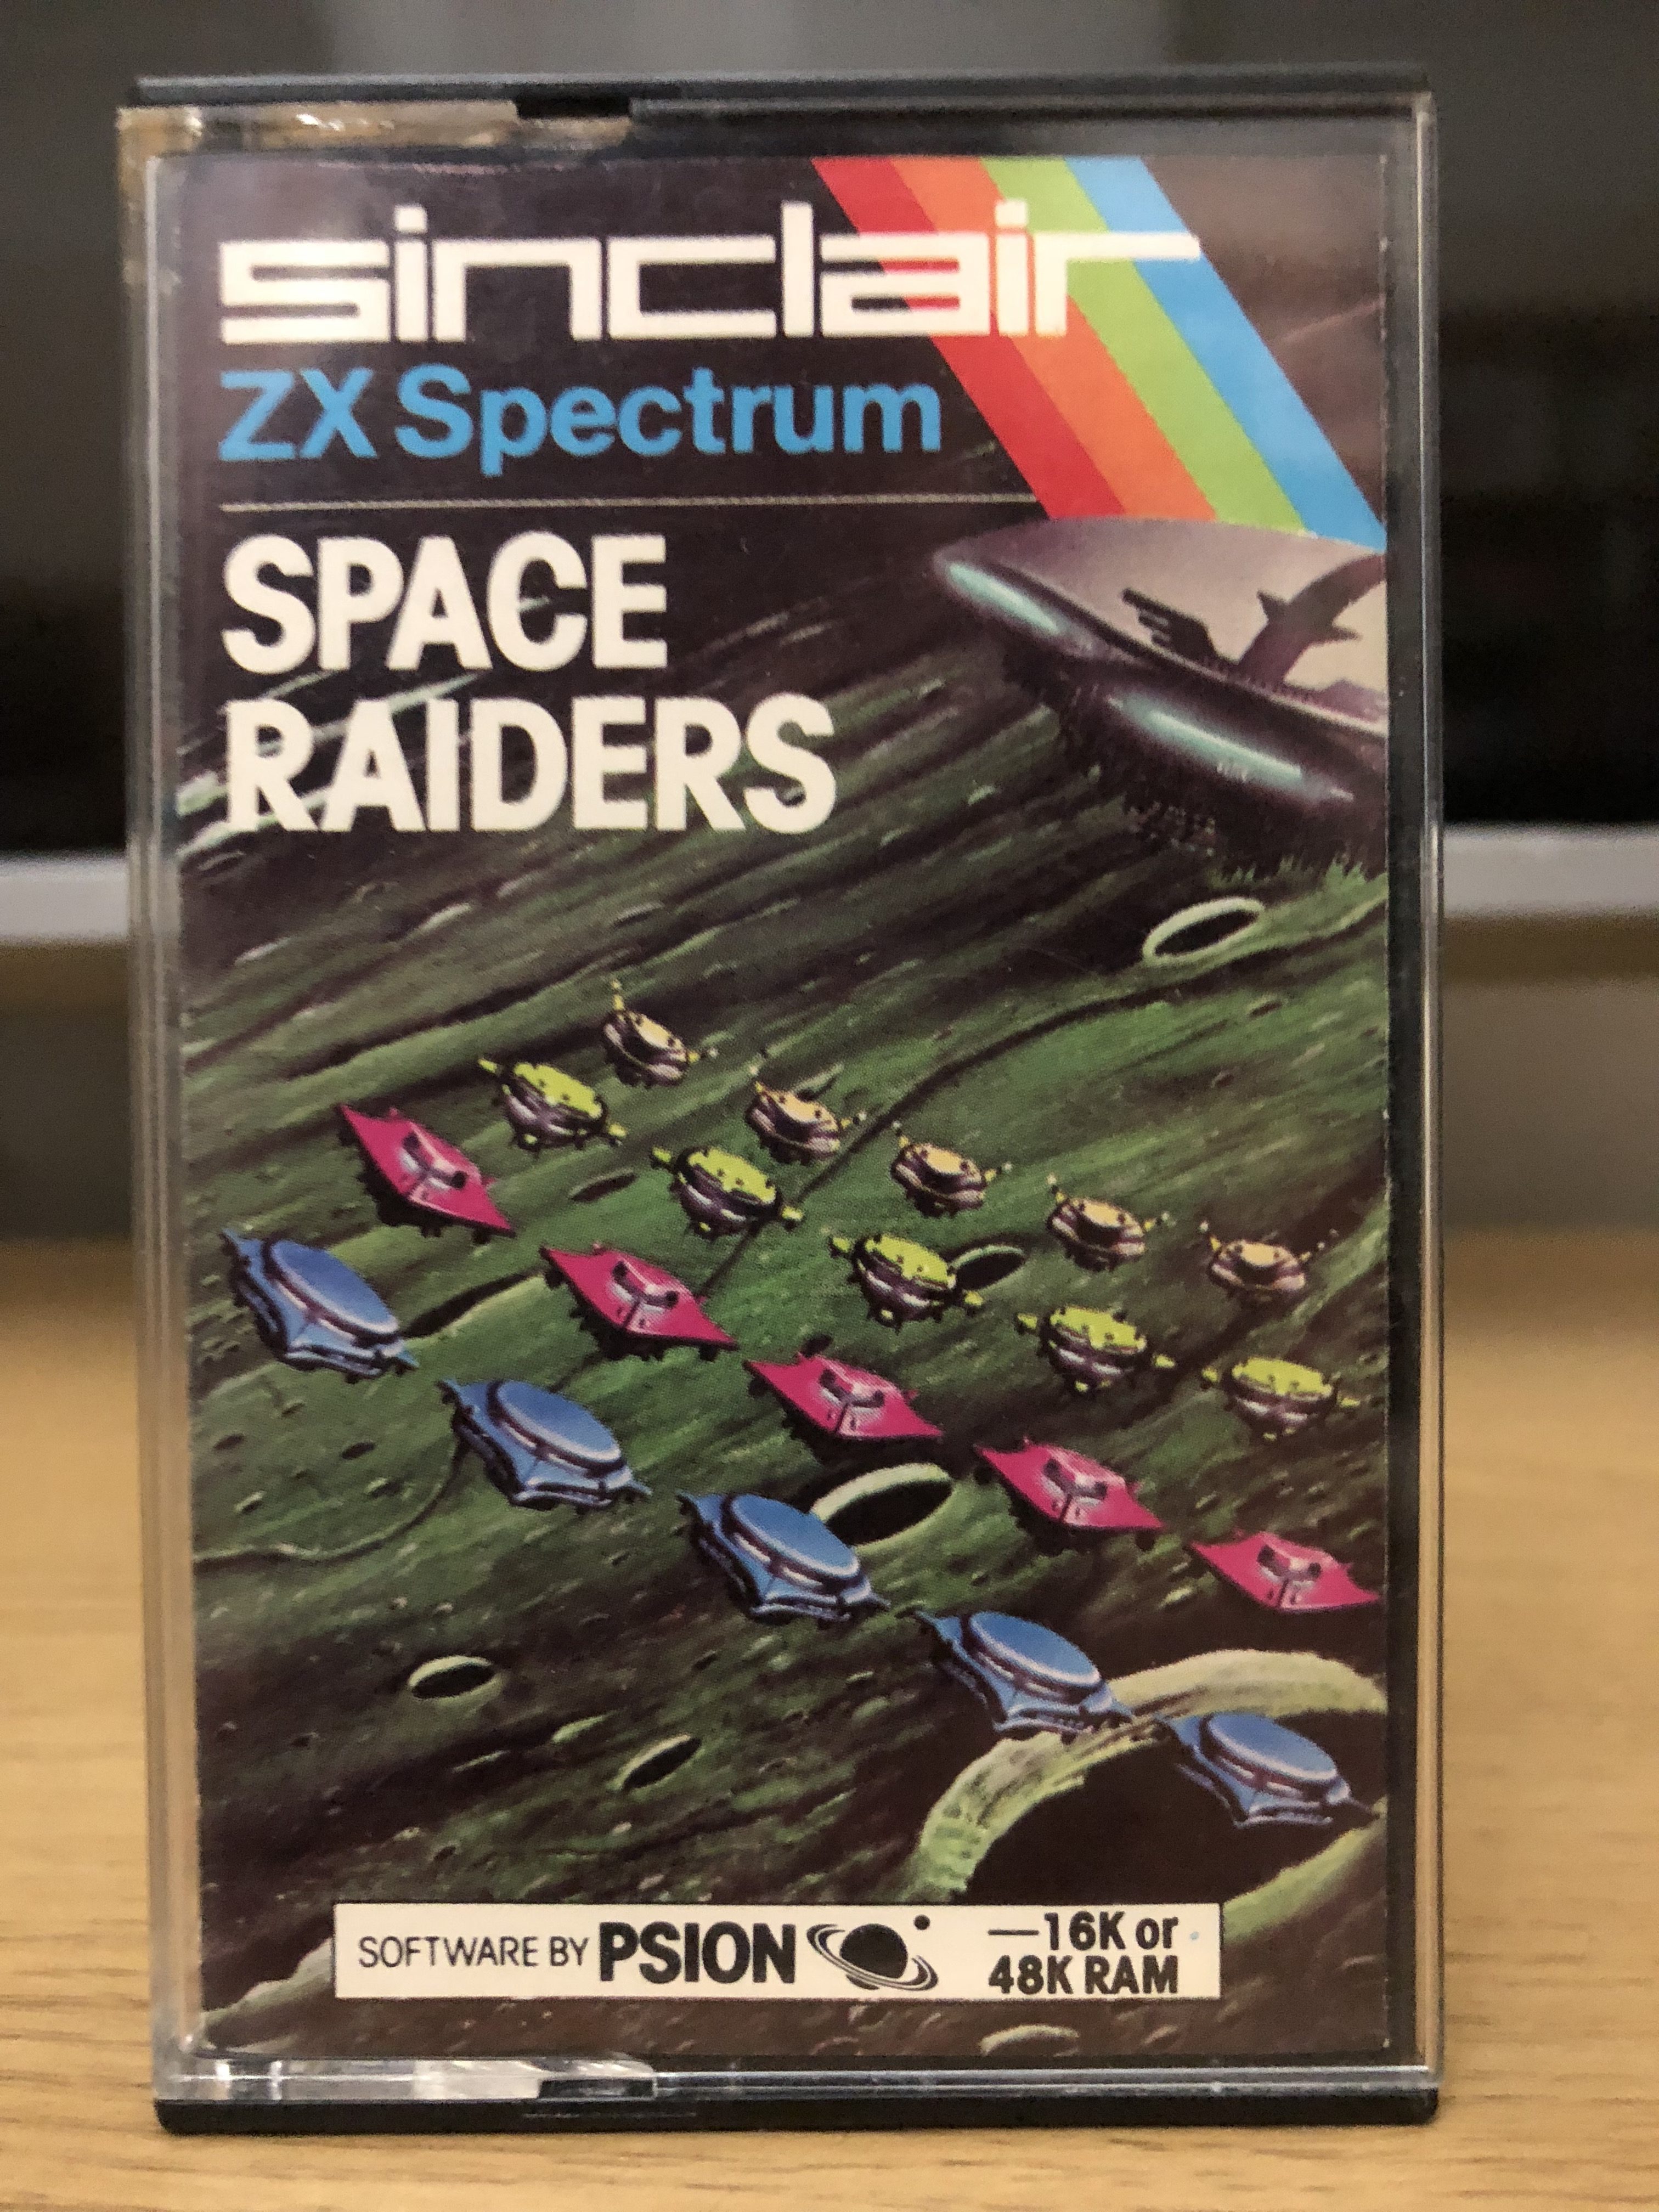 sinclair
ZX Spectrum
SPACE
RAIDERS
SOFTWARE BY PSION
—16K or
48K RAM